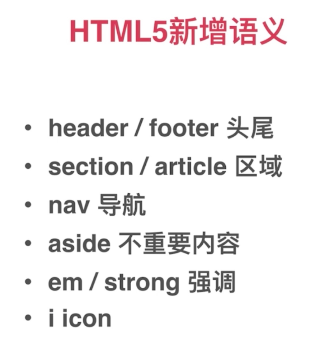 HTML5新增语义
• header / footer 头尾
• section / article 区域
• nav 导航
• aside 不重要内容
• em / strong 强调
• i icon